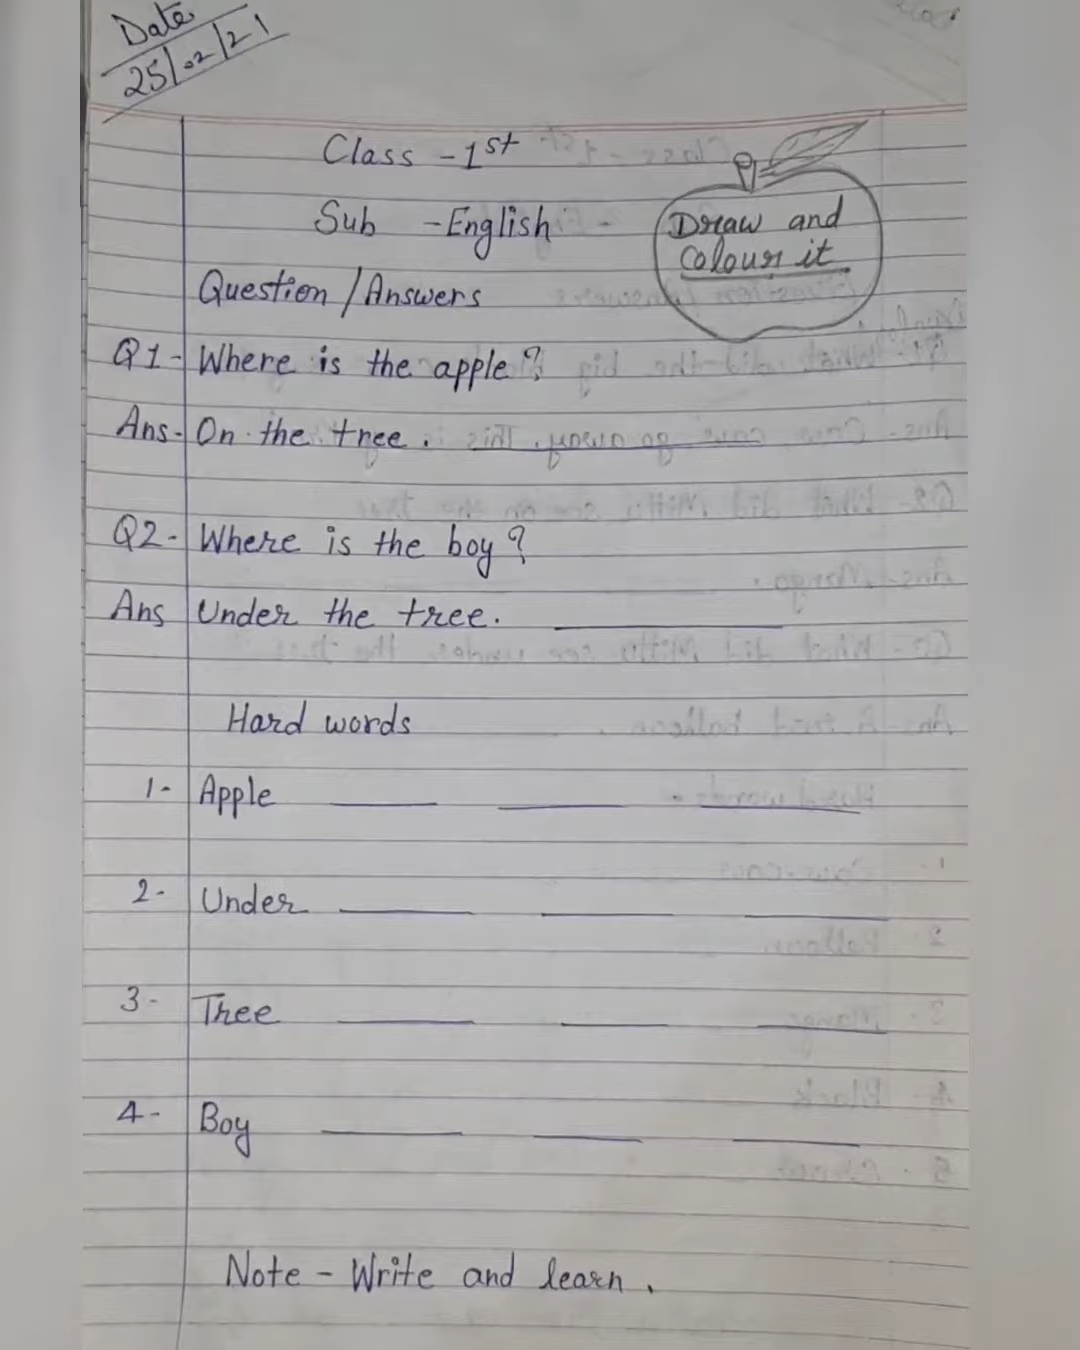 Date
25/02/21
Class - 1st
Sub - English
Draw and
Colour it
Question / Answers
Q1- Where is the apple?
Ans- On the tree.
Q2- Where is the boy?
Ans Under the tree.
Hard words
1- Apple
2- Under
3- Tree
4- Boy
Note - Write and learn.